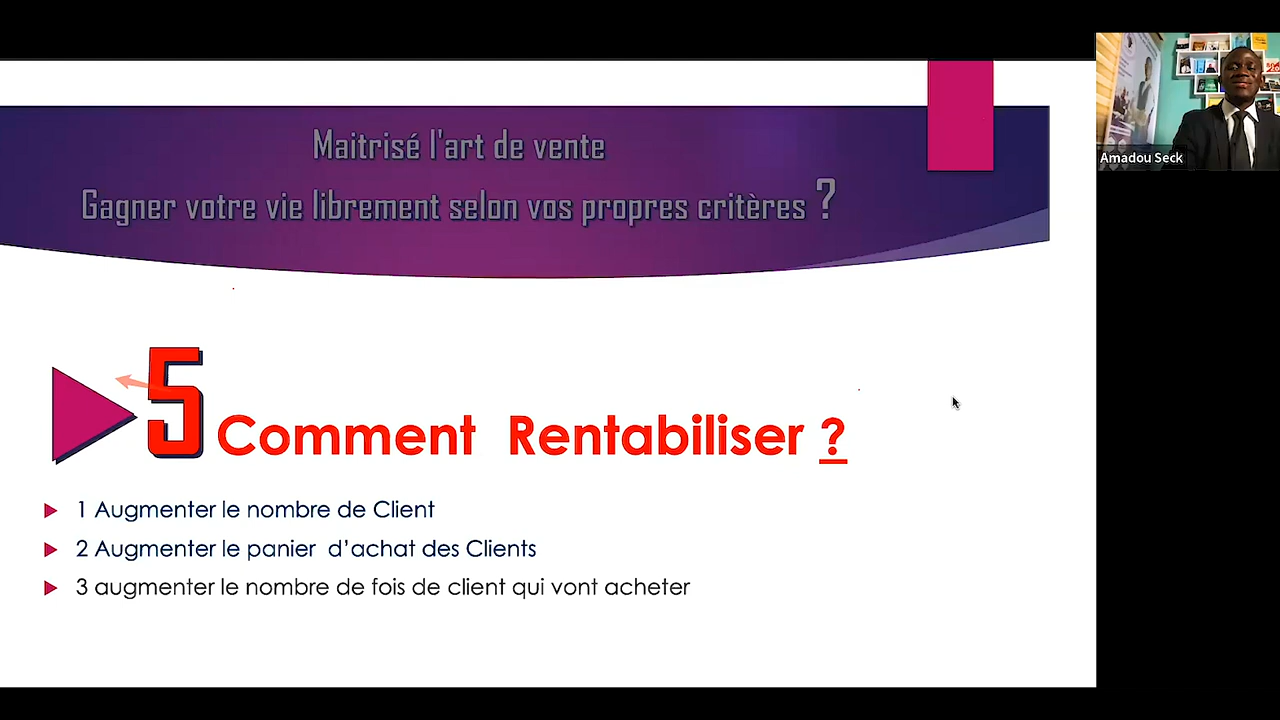 Maitrisé l'art de vente
Gagner votre vie librement selon vos propres critères ?
5 Comment Rentabiliser ?
1 Augmenter le nombre de Client
2 Augmenter le panier d’achat des Clients
3 augmenter le nombre de fois de client qui vont acheter
Amadou Seck